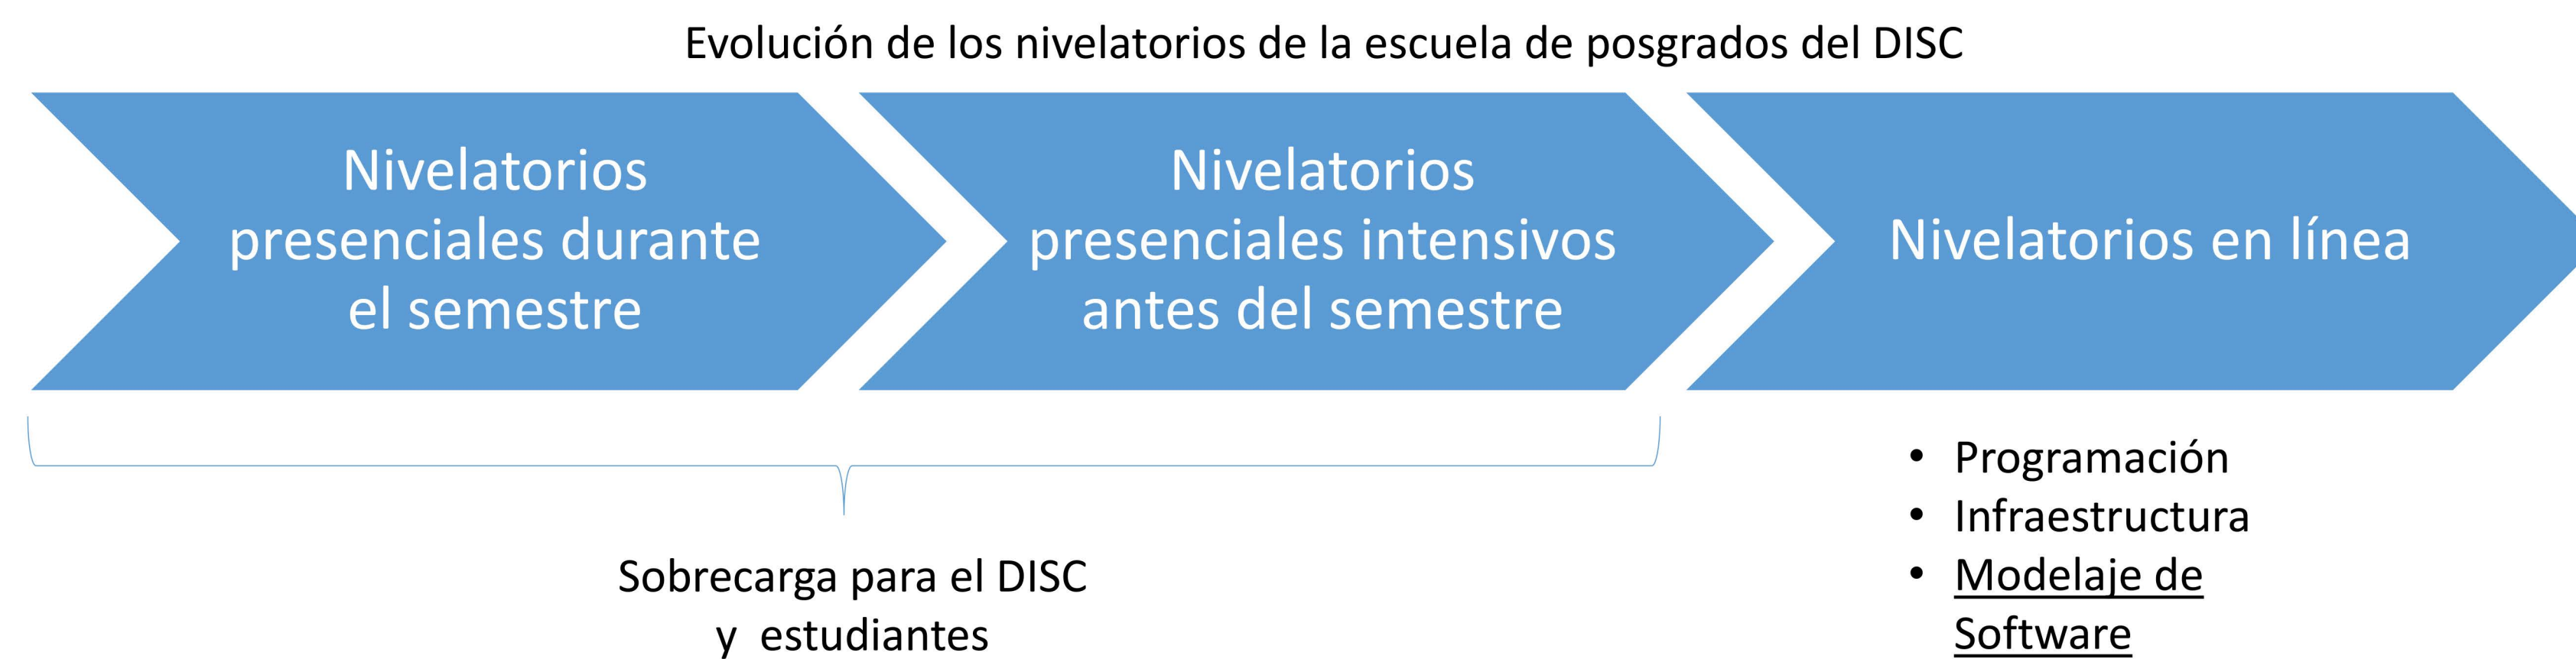 Evolución de los nivelatorios de la escuela de posgrados del DISC
Nivelatorios
presenciales durante
el semestre
Nivelatorios
presenciales intensivos
antes del semestre
Nivelatorios en línea
Sobrecarga para el DISC
y estudiantes
• Programación
• Infraestructura
• Modelaje de
Software